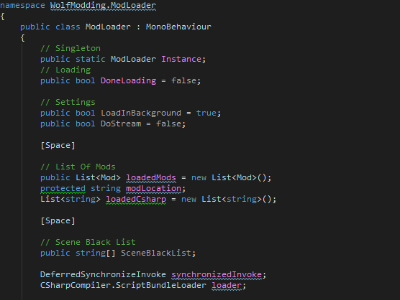 namespace WolfModding.ModLoader
{
public class ModLoader : MonoBehaviour
{
// Singleton
public static ModLoader Instance;
// Loading
public bool DoneLoading = false;
// Settings
public bool LoadInBackground = true;
public bool DoStream = false;
[Space]
// List Of Mods
public List<Mod> loadedMods = new List<Mod>();
protected string modLocation;
List<string> loadedCsharp = new List<string>();
[Space]
// Scene Black List
public string[] SceneBlackList;
DeferredSynchronizeInvoke synchronizedInvoke;
CSharpCompiler.ScriptBundleLoader loader;